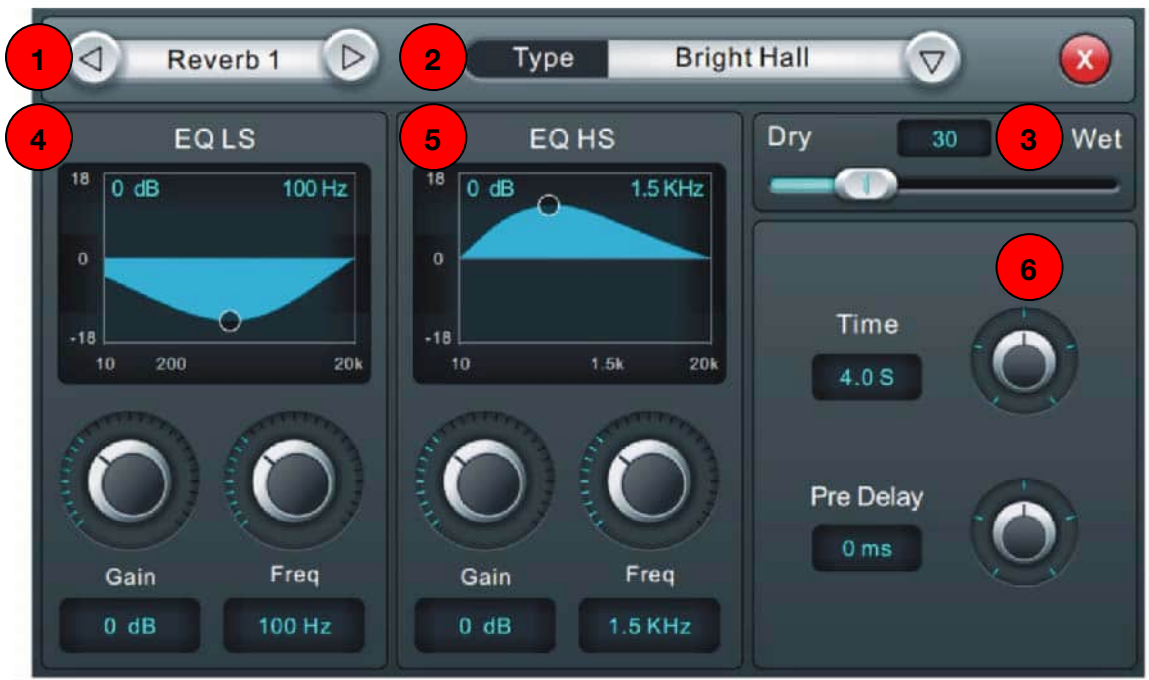 1 Reverb 1 2 Type Bright Hall X
4 EQ LS
18 0 dB 100 Hz
0
-18
10 200 20k
Gain Freq
0 dB 100 Hz
5 EQ HS
18 0 dB 1.5 KHz
0
-18
10 1.5k 20k
Gain Freq
0 dB 1.5 KHz
Dry 30 3 Wet
6
Time
4.0 S
Pre Delay
0 ms